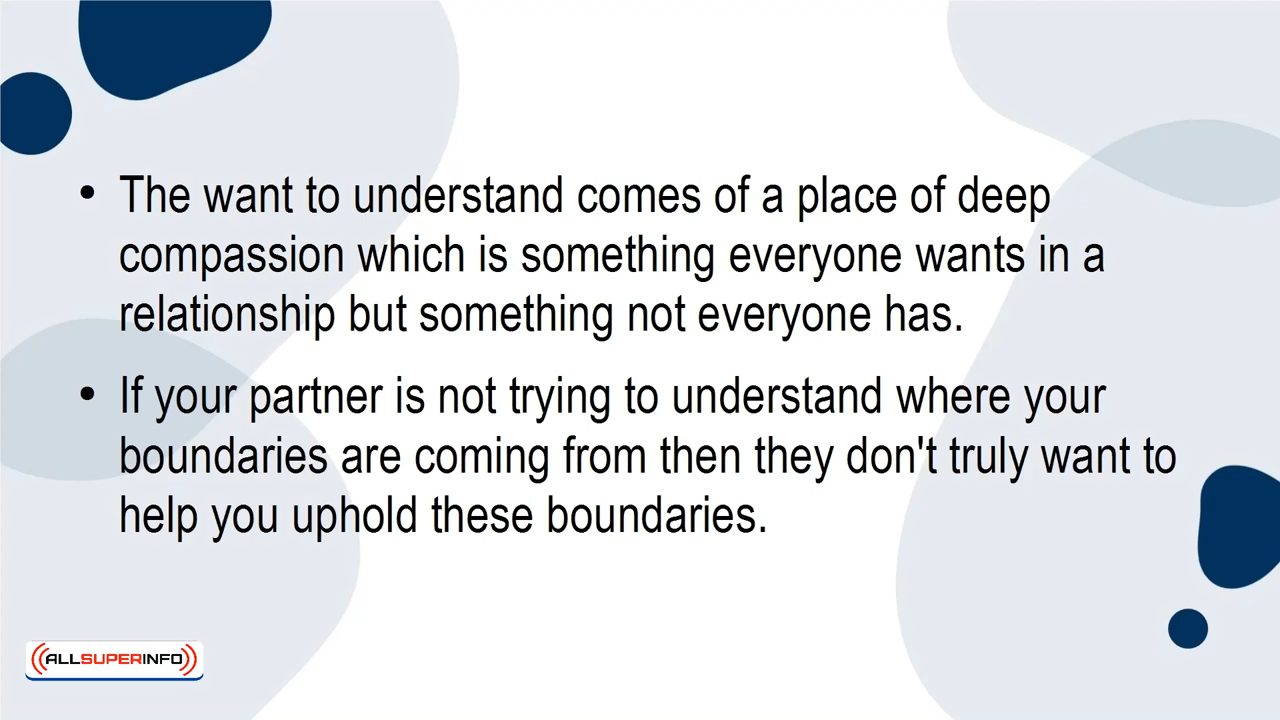 • The want to understand comes of a place of deep
compassion which is something everyone wants in a
relationship but something not everyone has.
• If your partner is not trying to understand where your
boundaries are coming from then they don't truly want to
help you uphold these boundaries.
ALLSUPERINFO